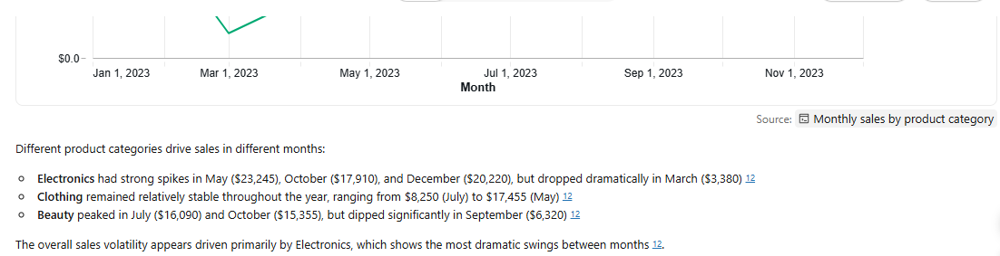 $0.0
Jan 1, 2023 Mar 1, 2023 May 1, 2023 Jul 1, 2023 Sep 1, 2023 Nov 1, 2023
Month
Source: Monthly sales by product category
Different product categories drive sales in different months:
Electronics had strong spikes in May ($23,245), October ($17,910), and December ($20,220), but dropped dramatically in March ($3,380) 12
Clothing remained relatively stable throughout the year, ranging from $8,250 (July) to $17,455 (May) 12
Beauty peaked in July ($16,090) and October ($15,355), but dipped significantly in September ($6,320) 12
The overall sales volatility appears driven primarily by Electronics, which shows the most dramatic swings between months 12.